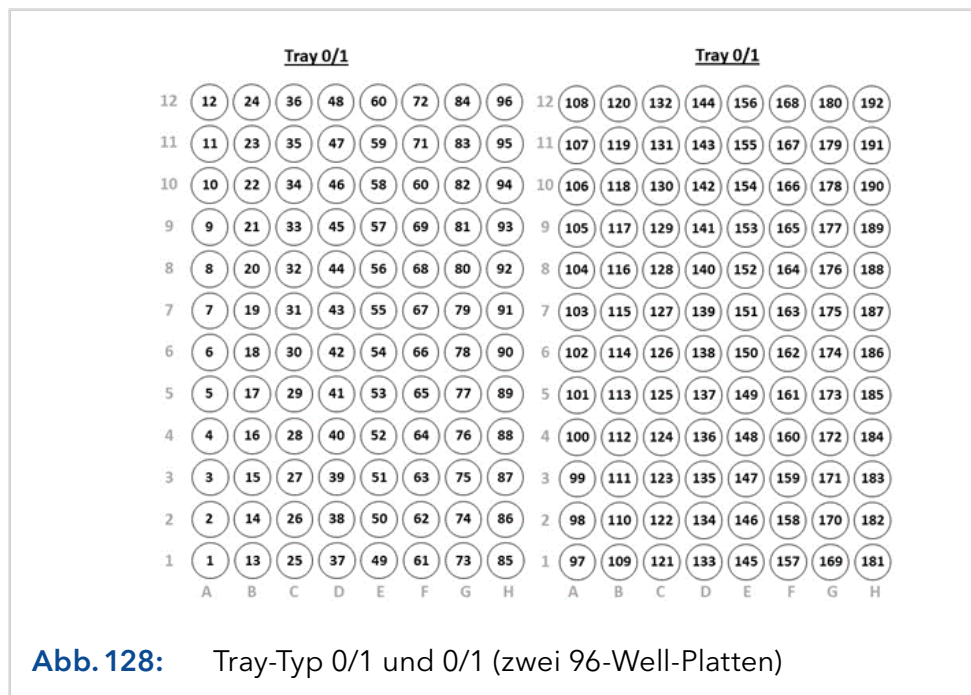 Tray 0/1 Tray 0/1
12 12 24 36 48 60 72 84 96 12 108 120 132 144 156 168 180 192
11 11 23 35 47 59 71 83 95 11 107 119 131 143 155 167 179 191
10 10 22 34 46 58 60 82 94 10 106 118 130 142 154 166 178 190
9 9 21 33 45 57 69 81 93 9 105 117 129 141 153 165 177 189
8 8 20 32 44 56 68 80 92 8 104 116 128 140 152 164 176 188
7 7 19 31 43 55 67 79 91 7 103 115 127 139 151 163 175 187
6 6 18 30 42 54 66 78 90 6 102 114 126 138 150 162 174 186
5 5 17 29 41 53 65 77 89 5 101 113 125 137 149 161 173 185
4 4 16 28 40 52 64 76 88 4 100 112 124 136 148 160 172 184
3 3 15 27 39 51 63 75 87 3 99 111 123 135 147 159 171 183
2 2 14 26 38 50 62 74 86 2 98 110 122 134 146 158 170 182
1 1 13 25 37 49 61 73 85 1 97 109 121 133 145 157 169 181
A B C D E F G H A B C D E F G H
Abb. 128: Tray-Typ 0/1 und 0/1 (zwei 96-Well-Platten)